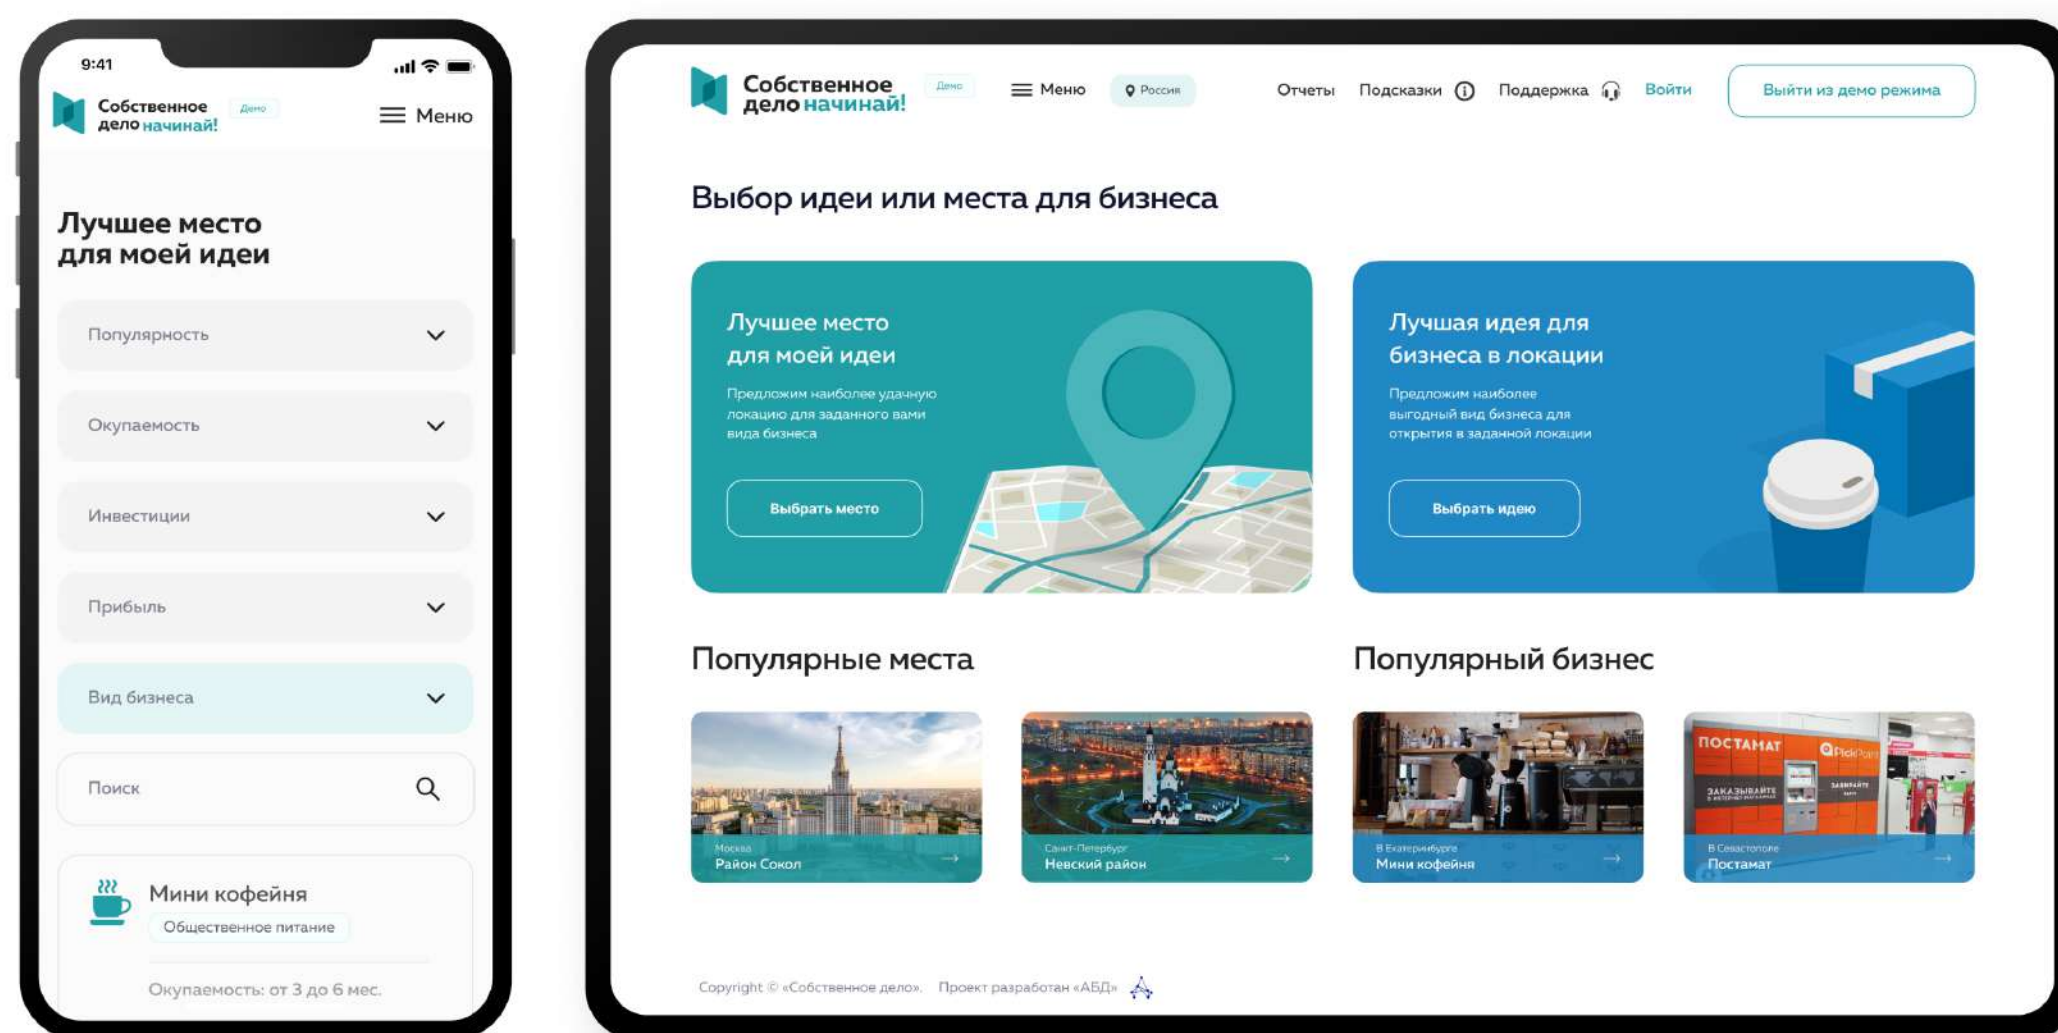 9:41
Собственное
дело начинай!
Демо
Меню
Лучшее место
для моей идеи
Популярность
Окупаемость
Инвестиции
Прибыль
Вид бизнеса
Поиск
Мини кофейня
Общественное питание
Окупаемость: от 3 до 6 мес.
Собственное
дело начинай!
Демо
Меню
Россия
Отчеты
Подсказки
Поддержка
Войти
Выйти из демо режима
Выбор идеи или места для бизнеса
Лучшее место
для моей идеи
Предложим наиболее удачную
локацию для заданного вами
вида бизнеса
Выбрать место
Лучшая идея для
бизнеса в локации
Предложим наиболее
выгодный вид бизнеса для
открытия в заданной локации
Выбрать идею
Популярные места
Москва
Район Сокол
Санкт-Петербург
Невский район
Популярный бизнес
В Екатеринбурге
Мини кофейня
ПОСТАМАТ
PickPoint
ЗАКАЗЫВАЙТЕ
В ИНТЕРНЕТ-МАГАЗИНАХ
ЗАБИРАЙТЕ
В Севастополе
Постамат
Copyright © «Собственное дело». Проект разработан «АБД»